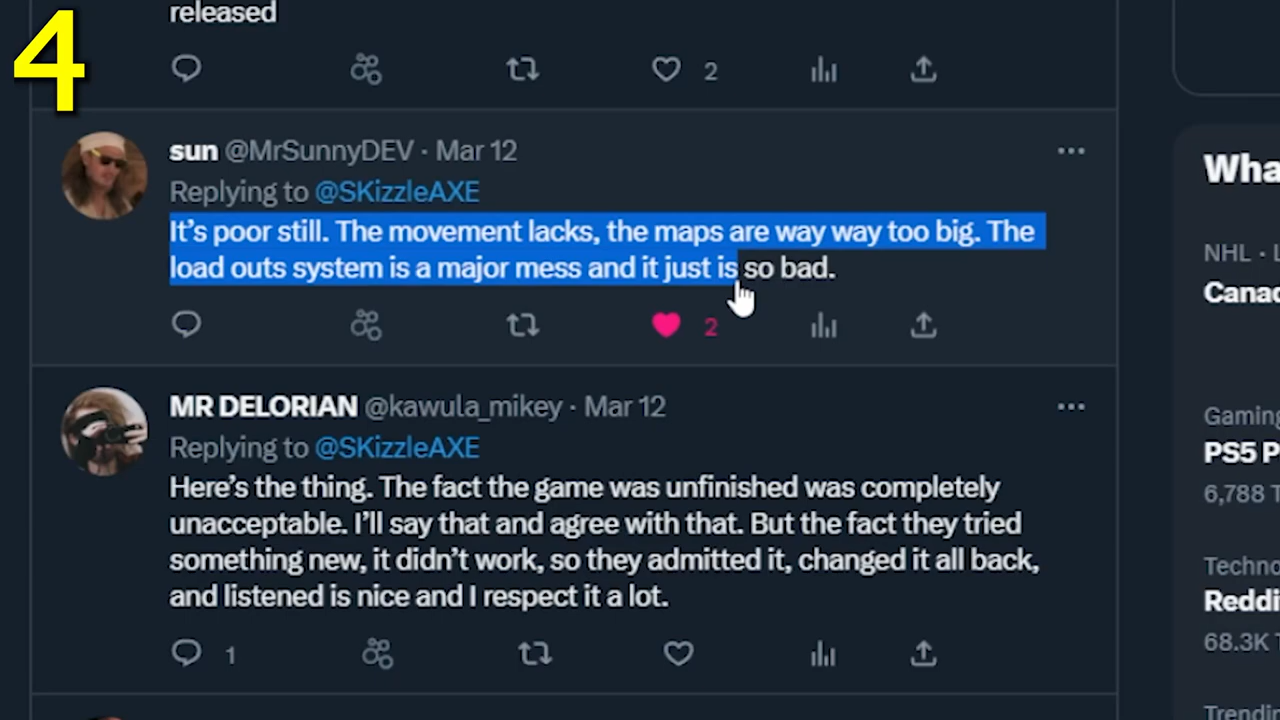 4
released
2
sun @MrSunnyDEV · Mar 12
Replying to @SKizzleAXE
It’s poor still. The movement lacks, the maps are way way too big. The
load outs system is a major mess and it just is so bad.
2
MR DELORIAN @kawula_mikey · Mar 12
Replying to @SKizzleAXE
Here’s the thing. The fact the game was unfinished was completely
unacceptable. I’ll say that and agree with that. But the fact they tried
something new, it didn’t work, so they admitted it, changed it all back,
and listened is nice and I respect it a lot.
1
Wha
NHL · L
Canad
Gaming
PS5 P
6,788 T
Techno
Reddi
68.3K T
Trendin